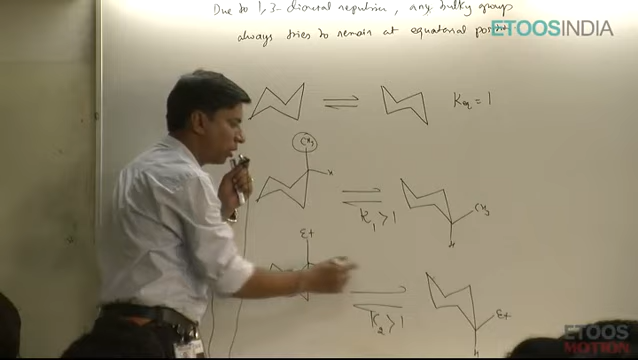 Due to 1,3- diaxial repulsion, any bulky group
always tries to remain at equatorial
ETOOSINDIA
Keq = 1
CH3
H
K1 > 1
CH3
H
Et
K2 > 1
Et
H
ETOOS
MOTION